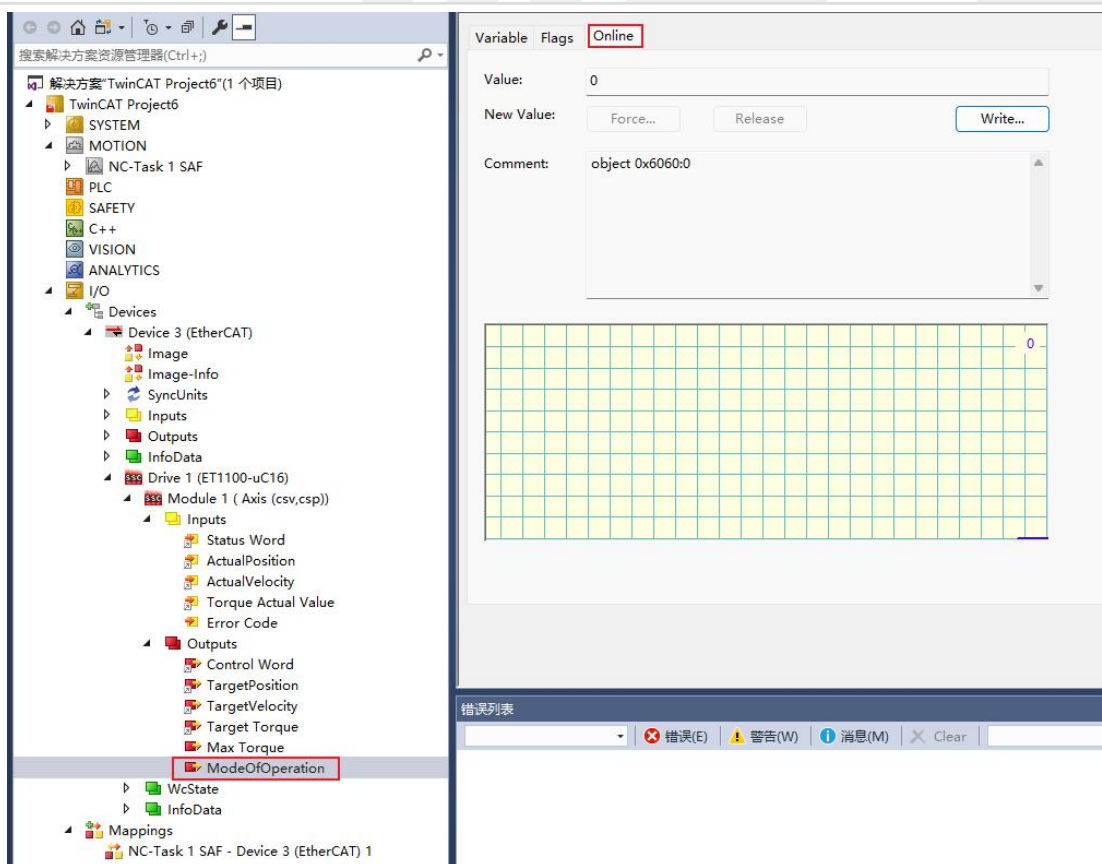 搜索解决方案资源管理器(Ctrl+;)
解决方案"TwinCAT Project6"(1 个项目)
TwinCAT Project6
SYSTEM
MOTION
NC-Task 1 SAF
PLC
SAFETY
C++
VISION
ANALYTICS
I/O
Devices
Device 3 (EtherCAT)
Image
Image-Info
SyncUnits
Inputs
Outputs
InfoData
Drive 1 (ET1100-uC16)
Module 1 ( Axis (csv,csp))
Inputs
Status Word
ActualPosition
ActualVelocity
Torque Actual Value
Error Code
Outputs
Control Word
TargetPosition
TargetVelocity
Target Torque
Max Torque
ModeOfOperation
WcState
InfoData
Mappings
NC-Task 1 SAF - Device 3 (EtherCAT) 1
Variable Flags Online
Value: 0
New Value: Force... Release Write...
Comment: object 0x6060:0
0
错误列表
错误(E) 警告(W) 消息(M) Clear